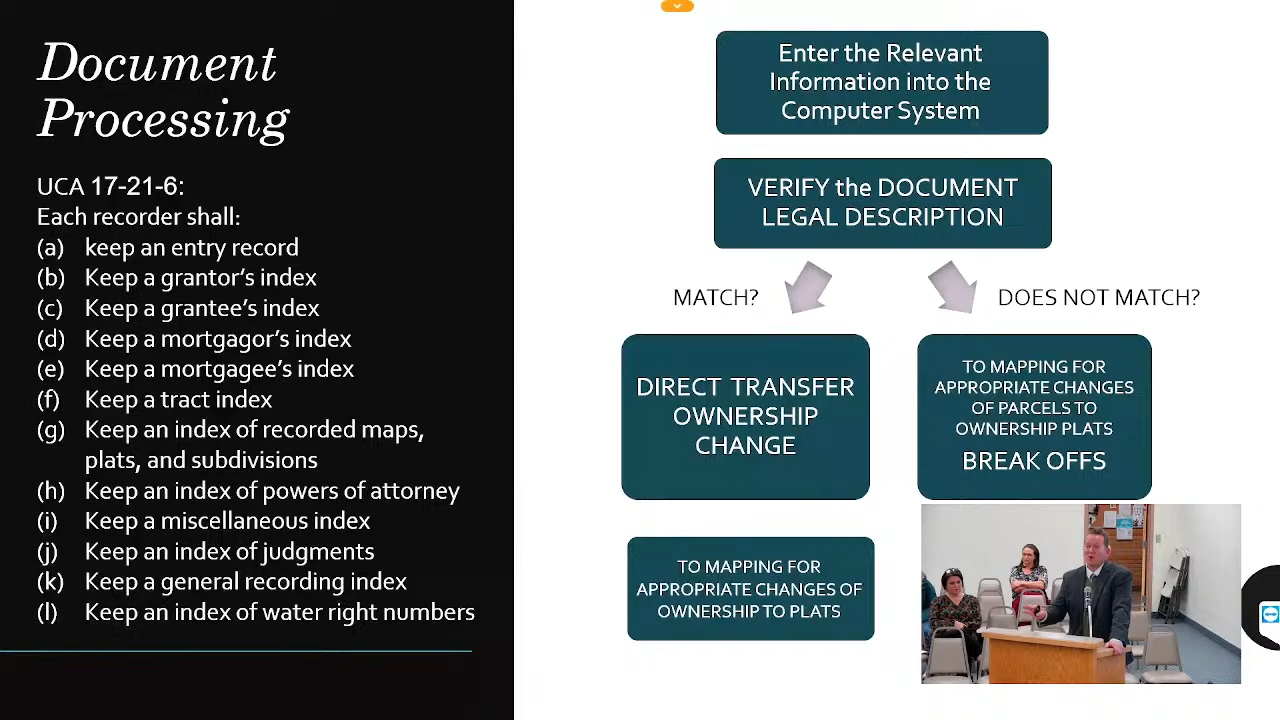 Document
Processing
UCA 17-21-6:
Each recorder shall:
(a) keep an entry record
(b) Keep a grantor’s index
(c) Keep a grantee’s index
(d) Keep a mortgagor’s index
(e) Keep a mortgagee’s index
(f) Keep a tract index
(g) Keep an index of recorded maps,
plats, and subdivisions
(h) Keep an index of powers of attorney
(i) Keep a miscellaneous index
(j) Keep an index of judgments
(k) Keep a general recording index
(l) Keep an index of water right numbers
Enter the Relevant
Information into the
Computer System
VERIFY the DOCUMENT
LEGAL DESCRIPTION
MATCH?
DOES NOT MATCH?
DIRECT TRANSFER
OWNERSHIP
CHANGE
TO MAPPING FOR
APPROPRIATE CHANGES
OF PARCELS TO
OWNERSHIP PLATS
BREAK OFFS
TO MAPPING FOR
APPROPRIATE CHANGES OF
OWNERSHIP TO PLATS